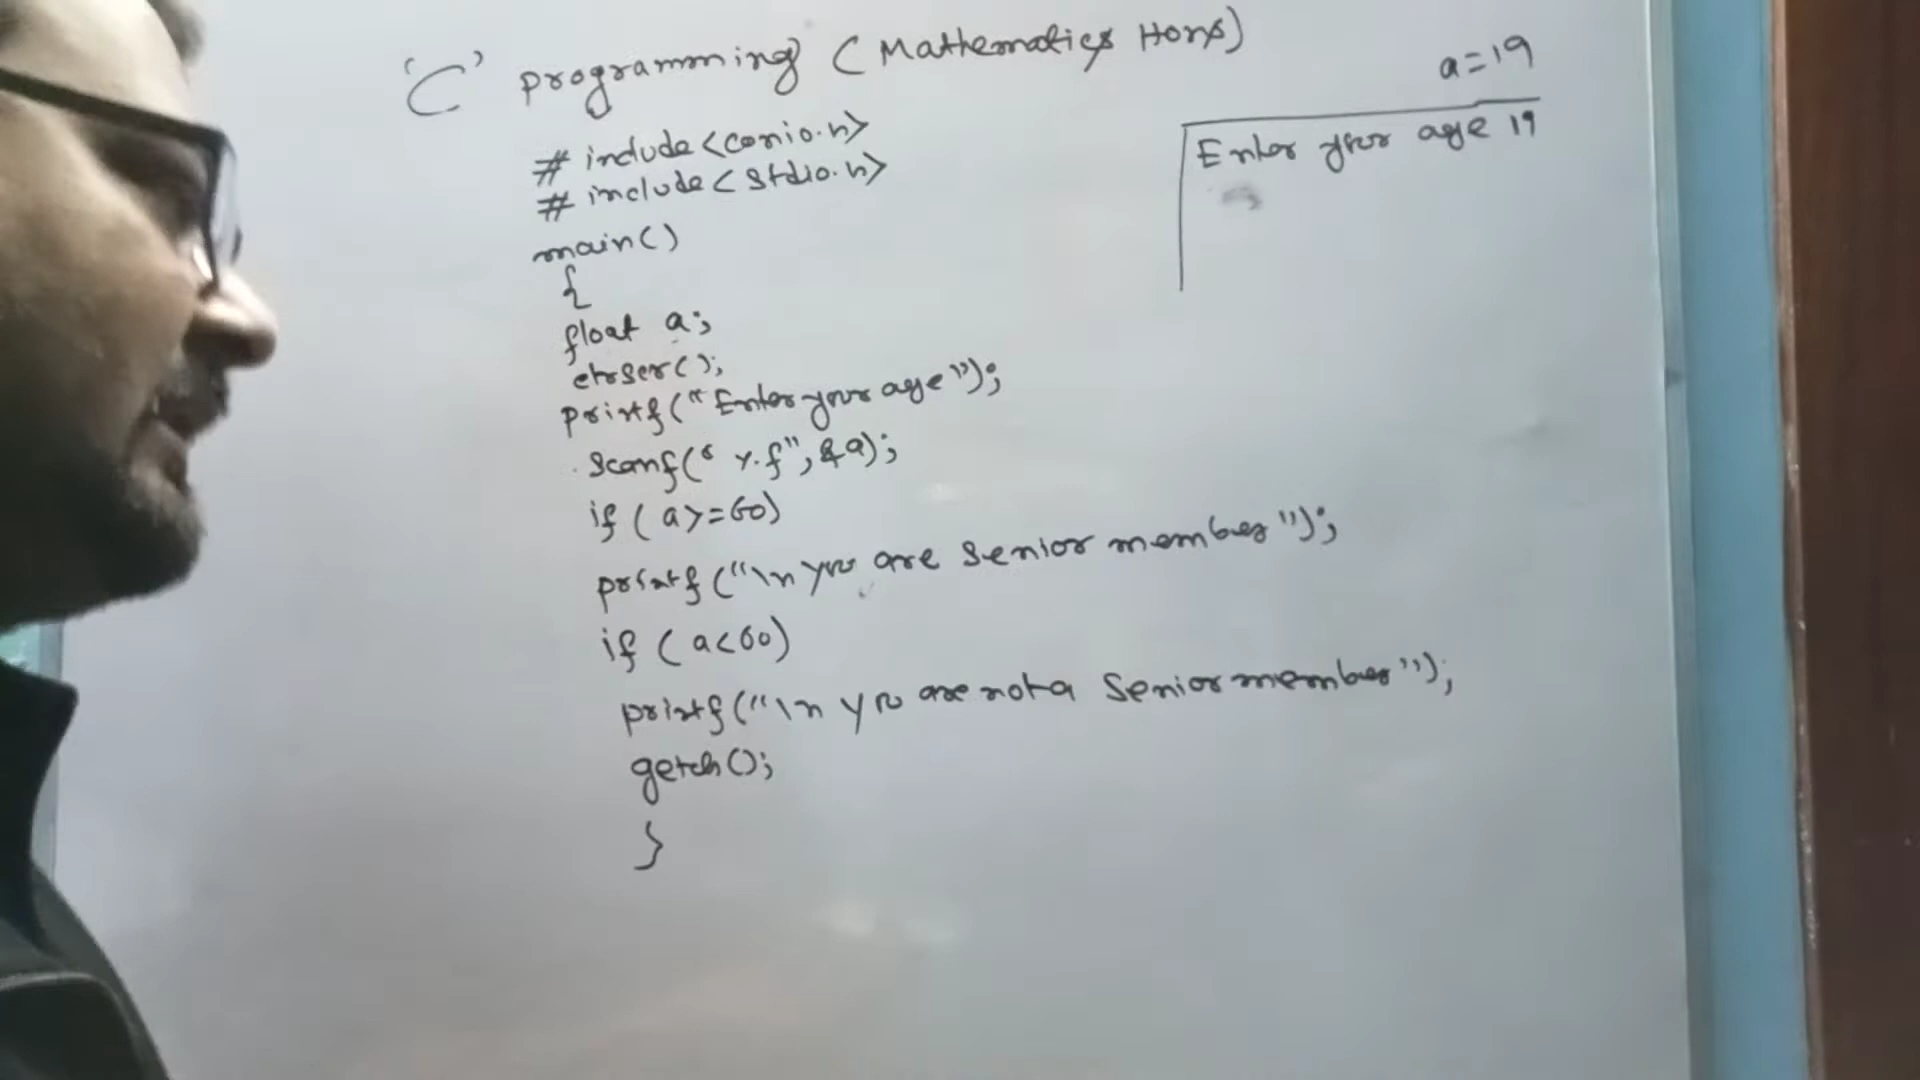 'C' programming (Mathematics Hons)
# include<conio.h>
# include<stdio.h>
main()
{
float a;
clrscr();
printf("Enter your age");
scanf("%f",&a);
if (a>=60)
printf("\n you are senior member");
if (a<60)
printf("\n you are not a senior member");
getch();
}
a=19
Enter your age 19